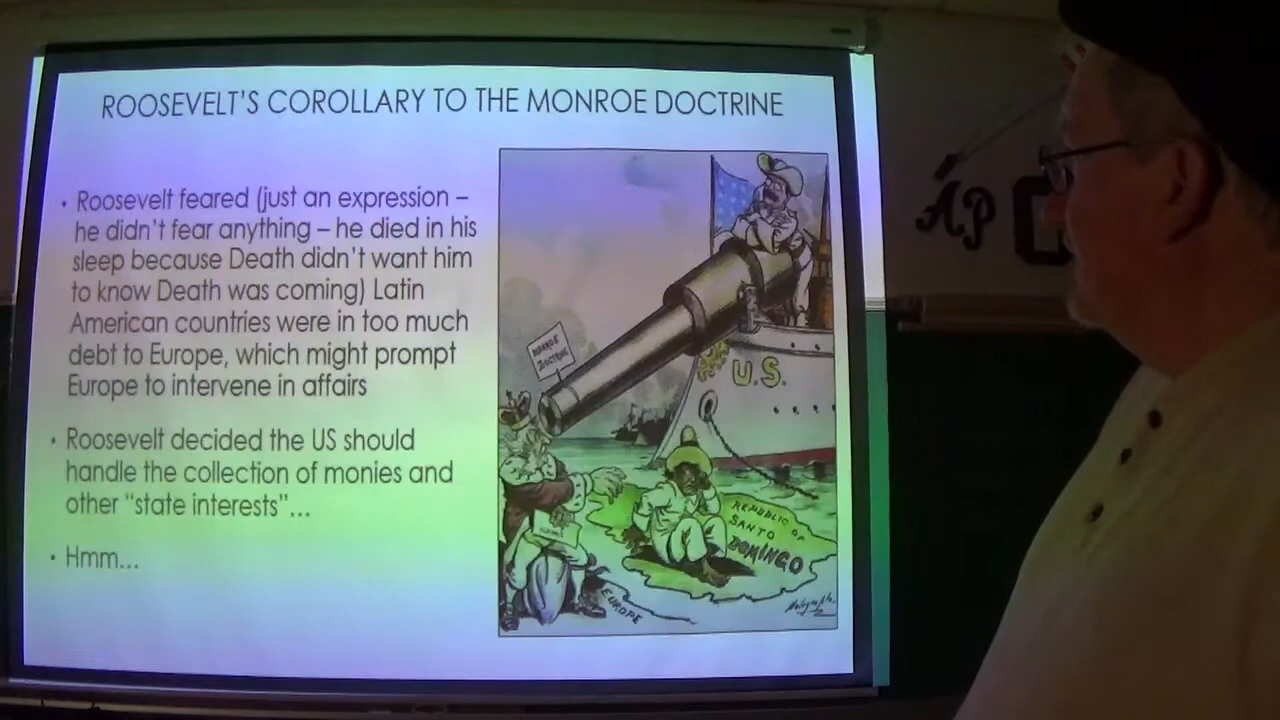 ROOSEVELT'S COROLLARY TO THE MONROE DOCTRINE
• Roosevelt feared (just an expression –
he didn't fear anything – he died in his
sleep because Death didn't want him
to know Death was coming) Latin
American countries were in too much
debt to Europe, which might prompt
Europe to intervene in affairs
• Roosevelt decided the US should
handle the collection of monies and
other "state interests"...
• Hmm...
MONROE
DOCTRINE
U.S.
REPUBLIC OF
SANTO
DOMINGO
EUROPE
AP